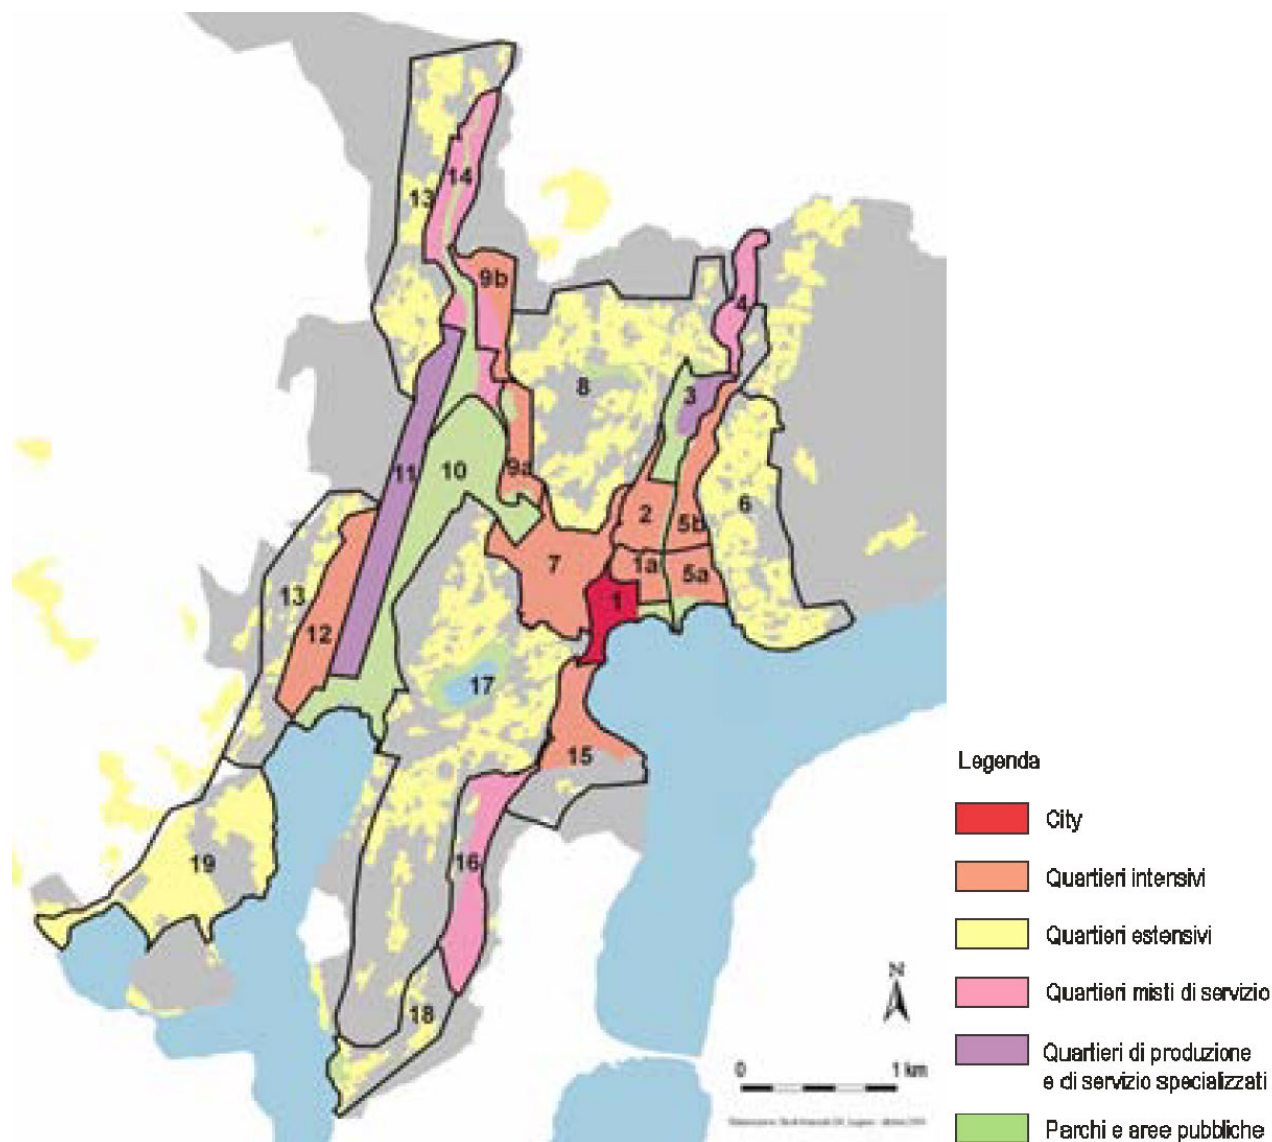 14
13
9b
4
8
3
11
10
9a
6
2
5b
7
1a
5a
13
1
12
17
15
16
19
18
N
0 1 km
Legenda
City
Quartieri intensivi
Quartieri estensivi
Quartieri misti di servizio
Quartieri di produzione
e di servizio specializzati
Parchi e aree pubbliche